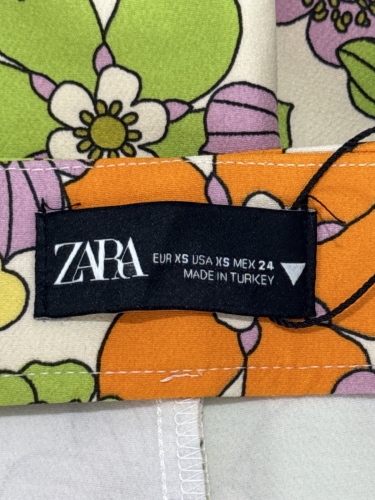 ZARA
EUR XS USA XS MEX 24
MADE IN TURKEY